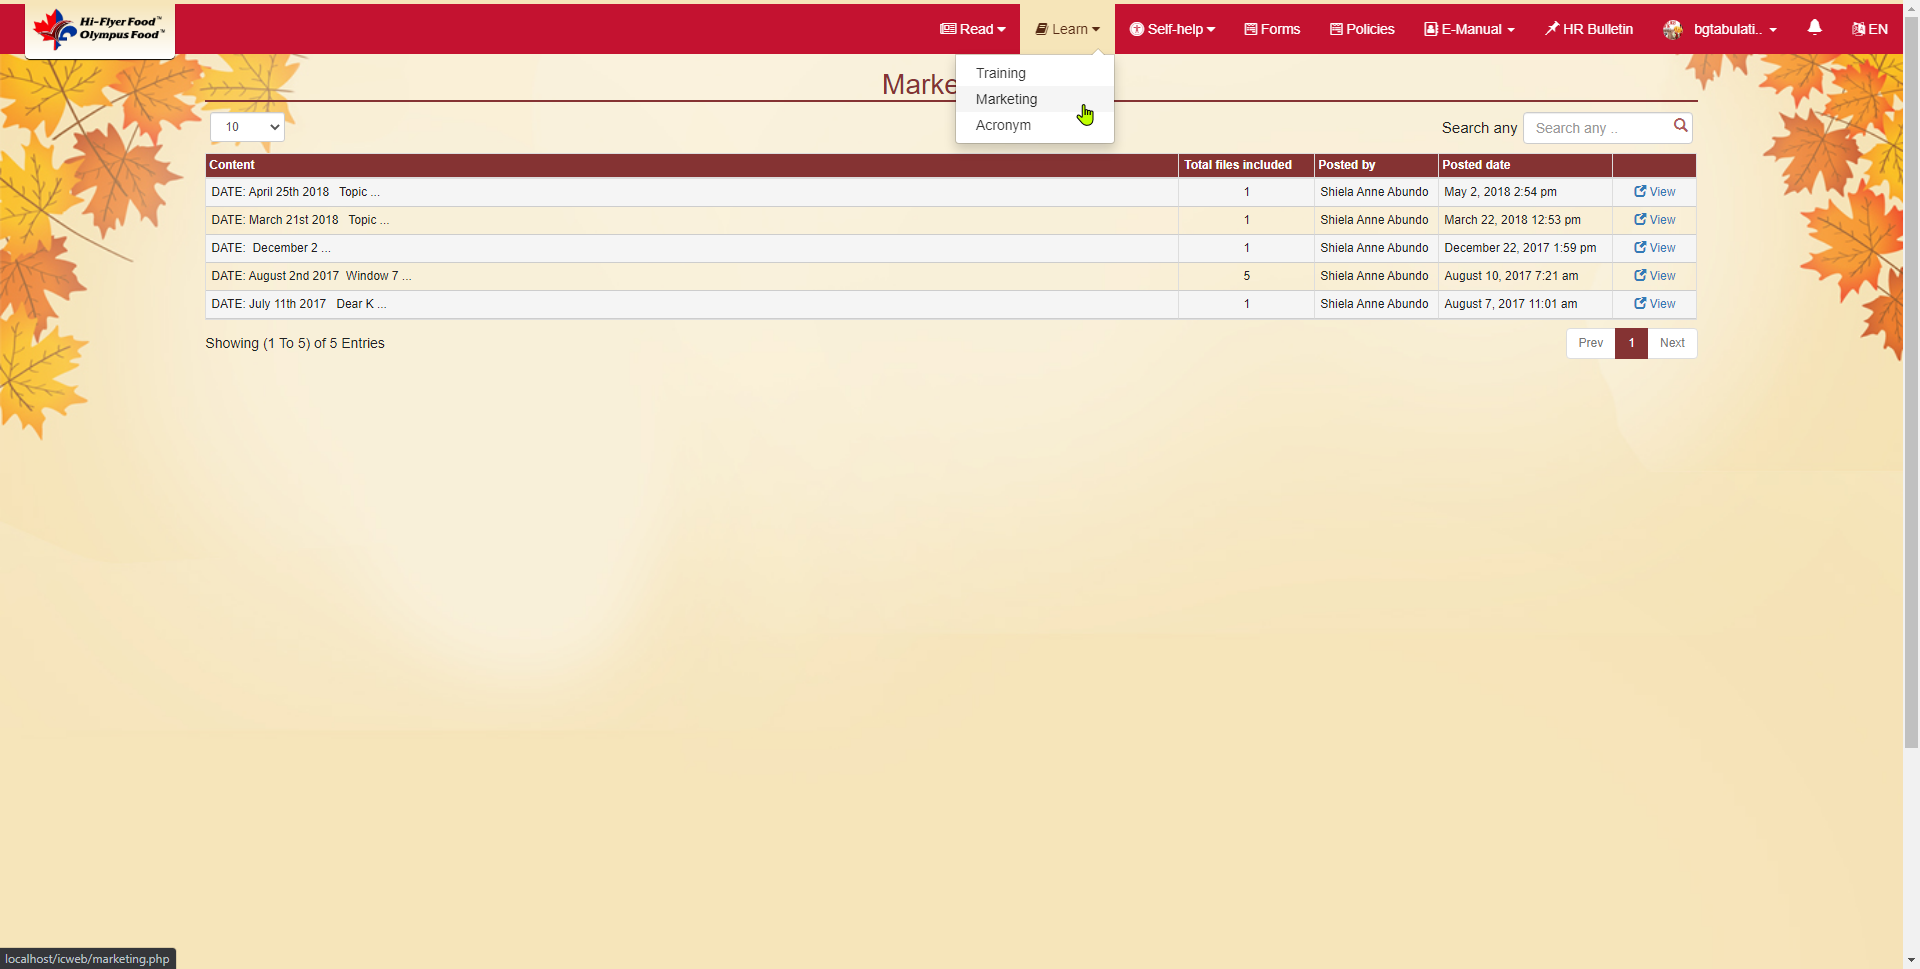 Hi-Flyer Food™
Olympus Food™
Read
Learn
Self-help
Forms
Policies
E-Manual
HR Bulletin
bgtabulati..
EN
Training
Marketing
Acronym
Marke
10
Search any
Search any ..
Content Total files included Posted by Posted date
DATE: April 25th 2018 Topic ... 1 Shiela Anne Abundo May 2, 2018 2:54 pm View
DATE: March 21st 2018 Topic ... 1 Shiela Anne Abundo March 22, 2018 12:53 pm View
DATE: December 2 ... 1 Shiela Anne Abundo December 22, 2017 1:59 pm View
DATE: August 2nd 2017 Window 7 ... 5 Shiela Anne Abundo August 10, 2017 7:21 am View
DATE: July 11th 2017 Dear K ... 1 Shiela Anne Abundo August 7, 2017 11:01 am View
Showing (1 To 5) of 5 Entries
Prev 1 Next
localhost/icweb/marketing.php